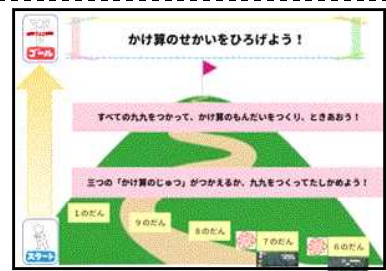 かけ算のせかいをひろげよう！
ゴール
すべての九九をつかって、かけ算のもんだいをつくり、ときあおう！
三つの「かけ算のじゅつ」がつかえるか、九九をつくってたしかめよう！
1のだん
9のだん
8のだん
7のだん
6のだん
スタート